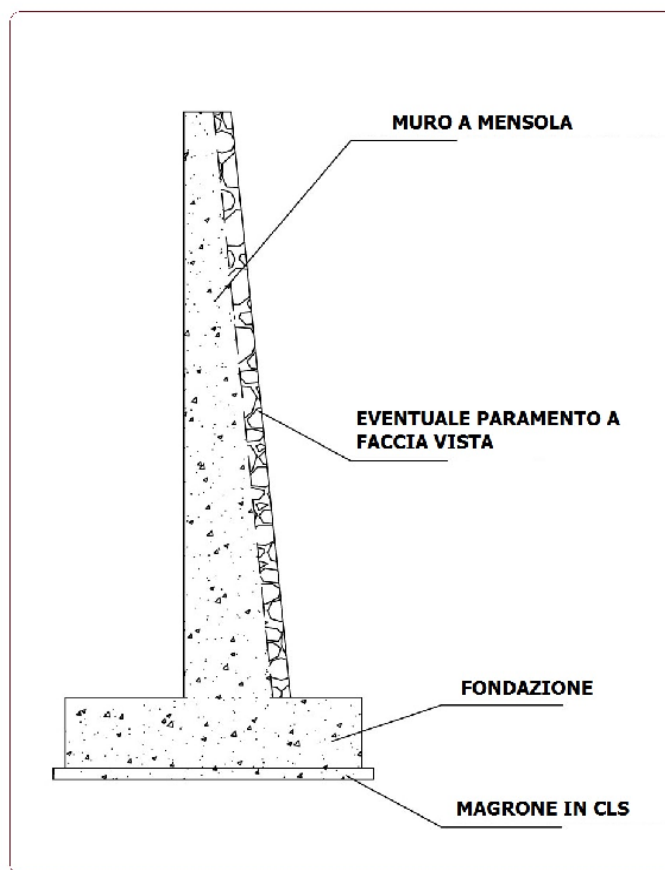 MURO A MENSOLA
EVENTUALE PARAMENTO A
FACCIA VISTA
FONDAZIONE
MAGRONE IN CLS